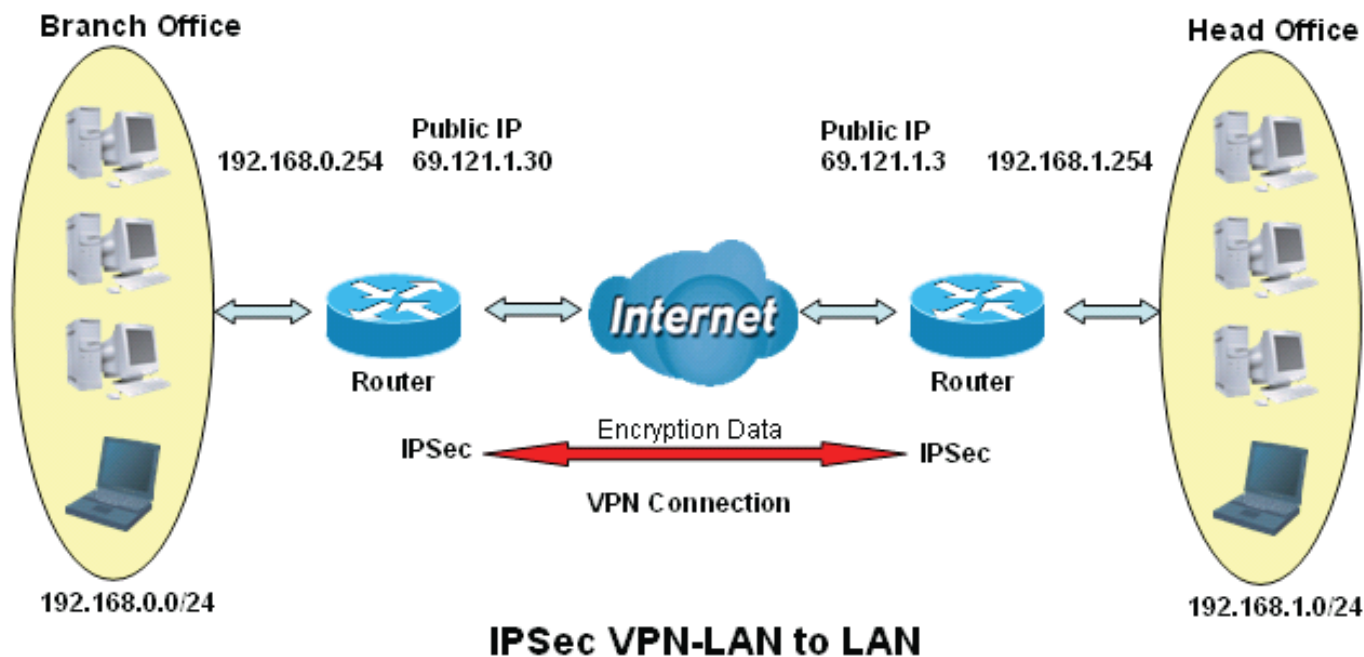 Branch Office
Head Office
Public IP
Public IP
192.168.0.254
69.121.1.30
69.121.1.3
192.168.1.254
Internet
Router
Router
Encryption Data
IPSec
IPSec
VPN Connection
192.168.0.0/24
192.168.1.0/24
IPSec VPN-LAN to LAN